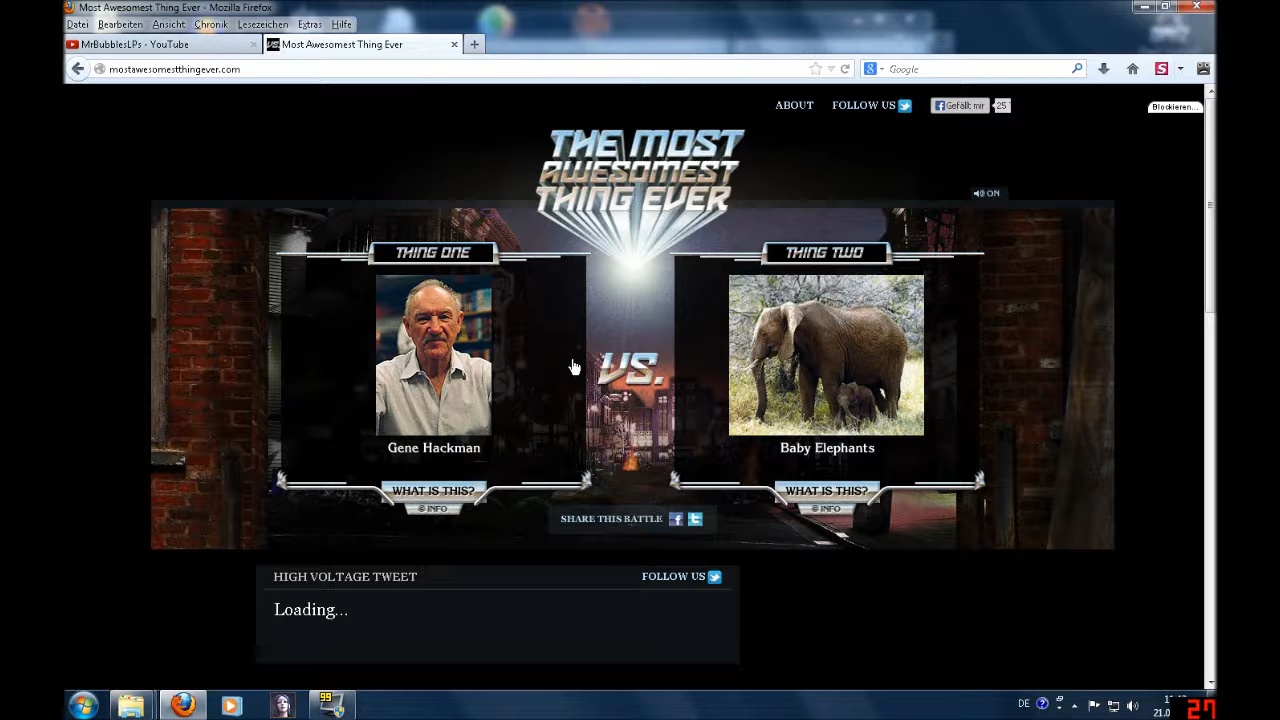 Most Awesomest Thing Ever - Mozilla Firefox
Datei Bearbeiten Ansicht Chronik Lesezeichen Extras Hilfe
MrBubblesLPs - YouTube
Most Awesomest Thing Ever
mostawesomestthingever.com
Google
ABOUT
FOLLOW US
Gefällt mir
25
Blockieren...
THE MOST
AWESOMEST
THING EVER
ON
THING ONE
THING TWO
VS.
Gene Hackman
Baby Elephants
WHAT IS THIS?
WHAT IS THIS?
© INFO
© INFO
SHARE THIS BATTLE
HIGH VOLTAGE TWEET
FOLLOW US
Loading...
99
DE
27